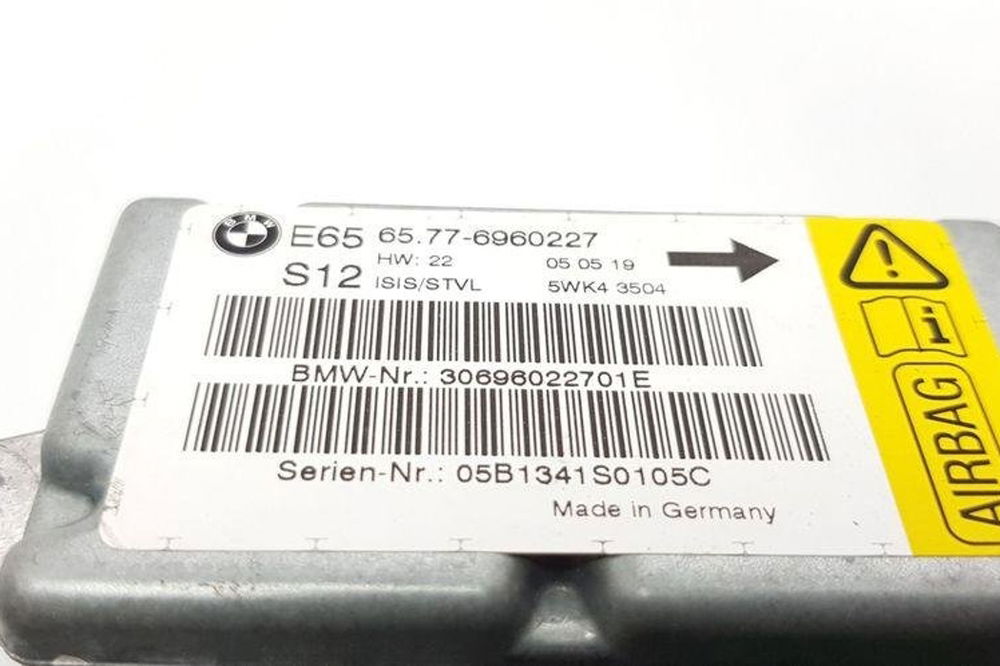 BMW E65 65.77-6960227
HW: 22 05 05 19
S12 ISIS/STVL 5WK4 3504
BMW-Nr.: 30696022701E
Serien-Nr.: 05B1341S0105C
Made in Germany
!
i
AIRBAG